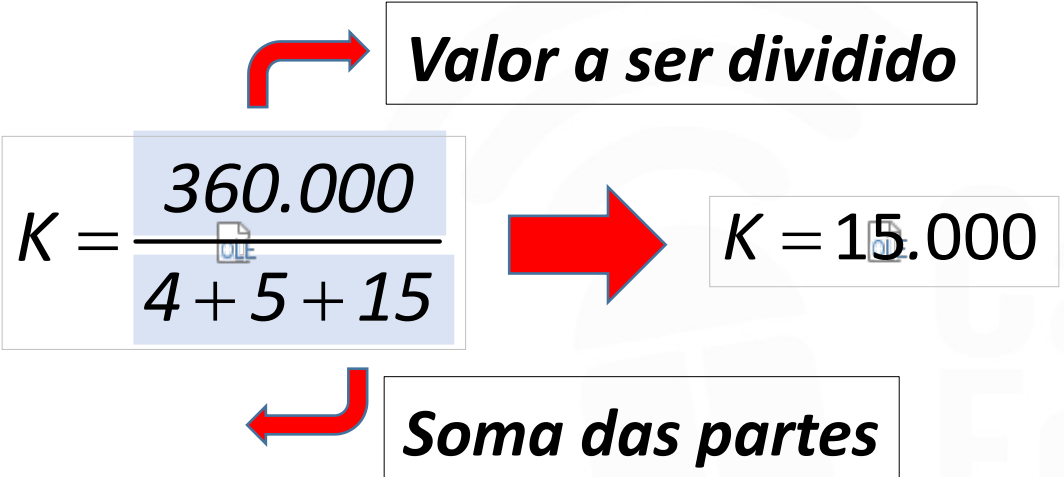 Valor a ser dividido
K = 360.000 / 4 + 5 + 15
K = 15.000
Soma das partes